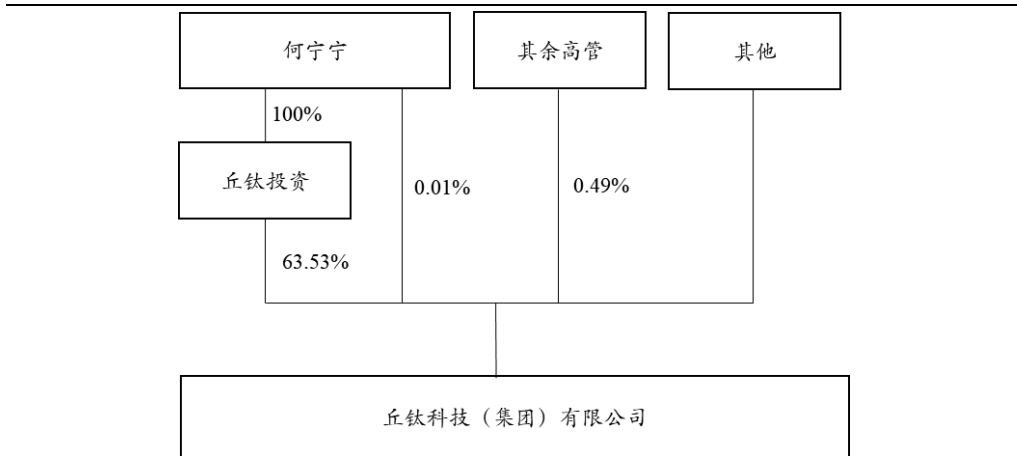 何宁宁
其余高管
其他
100%
丘钛投资
0.01%
0.49%
63.53%
丘钛科技（集团）有限公司